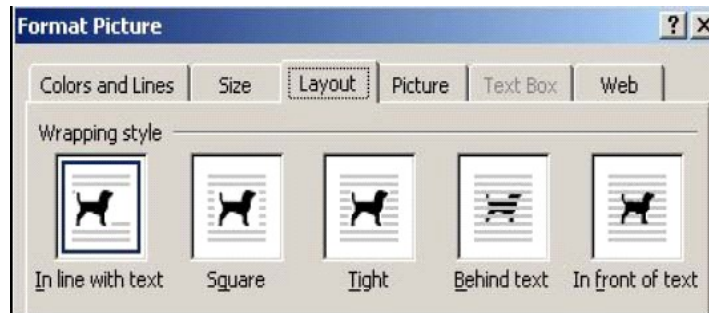 Format Picture ? X
Colors and Lines Size Layout Picture Text Box Web
Wrapping style
In line with text Square Tight Behind text In front of text